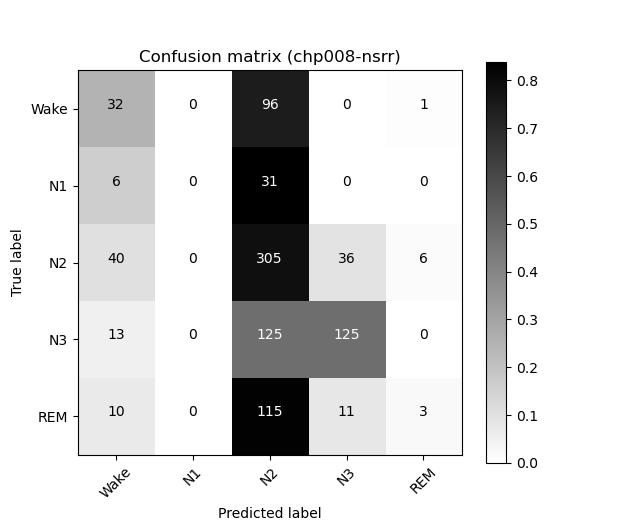 Confusion matrix (chp008-nsrr)
Wake 32 0 96 0 1
N1 6 0 31 0 0
N2 40 0 305 36 6
N3 13 0 125 125 0
REM 10 0 115 11 3
Wake N1 N2 N3 REM
Predicted label
True label
0.8
0.7
0.6
0.5
0.4
0.3
0.2
0.1
0.0